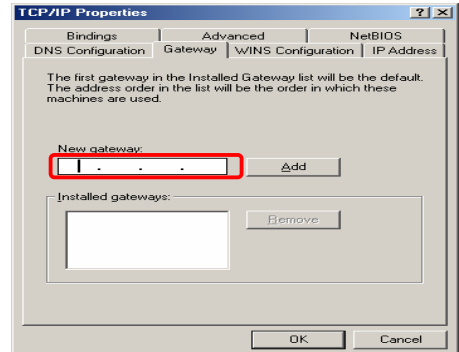 TCP/IP Properties
Bindings Advanced NetBIOS
DNS Configuration Gateway WINS Configuration IP Address
The first gateway in the Installed Gateway list will be the default.
The address order in the list will be the order in which these
machines are used.
New gateway:
. . .
Add
Installed gateways:
Remove
OK Cancel